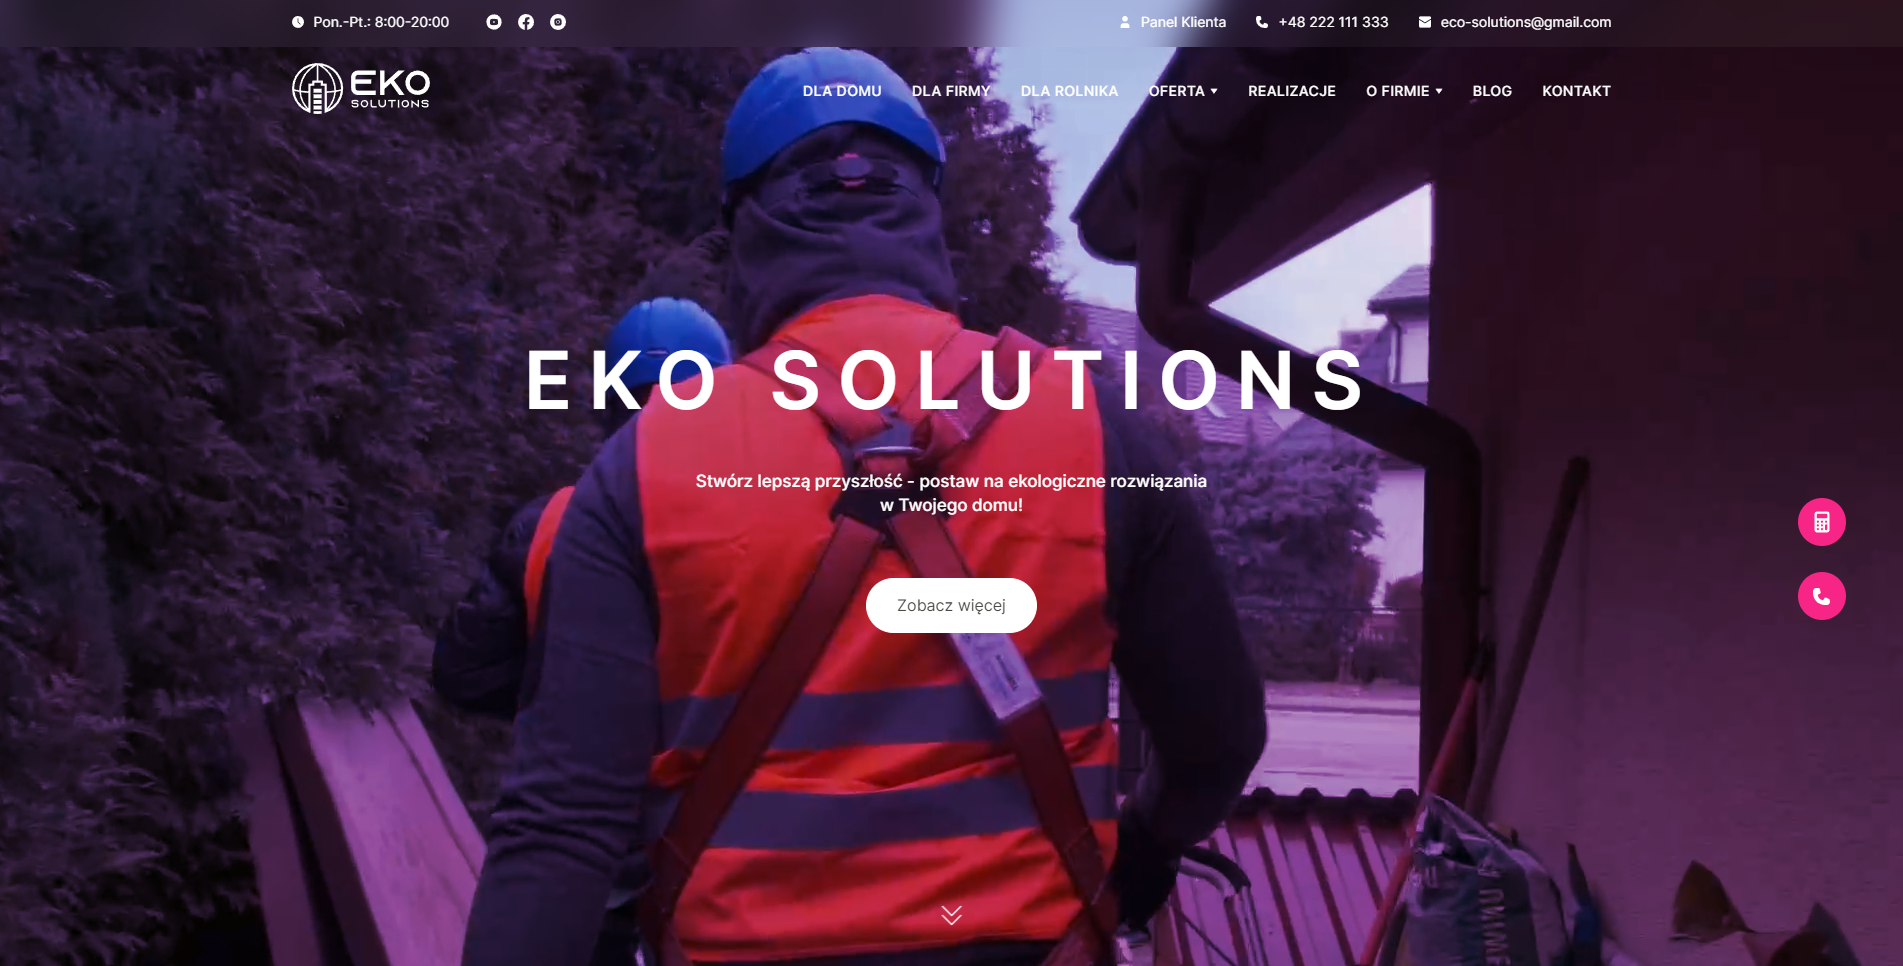 Pon.-Pt.: 8:00-20:00
Panel Klienta
+48 222 111 333
eco-solutions@gmail.com
EKO
SOLUTIONS
DLA DOMU
DLA FIRMY
DLA ROLNIKA
OFERTA
REALIZACJE
O FIRMIE
BLOG
KONTAKT
EKO SOLUTIONS
Stwórz lepszą przyszłość - postaw na ekologiczne rozwiązania
w Twojego domu!
Zobacz więcej